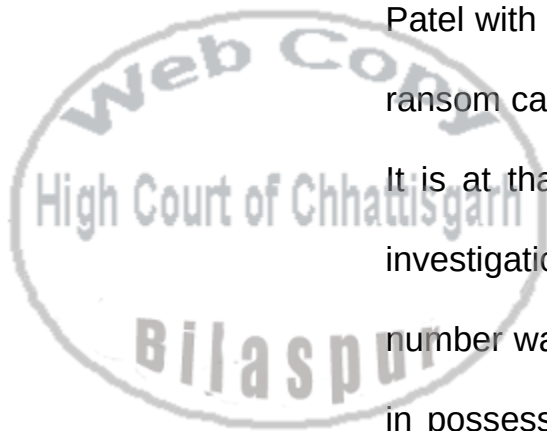 Patel with
ransom ca
It is at tha
investigatio
number wa
in possess
Web Copy
High Court of Chhattisgarh
Bilaspur